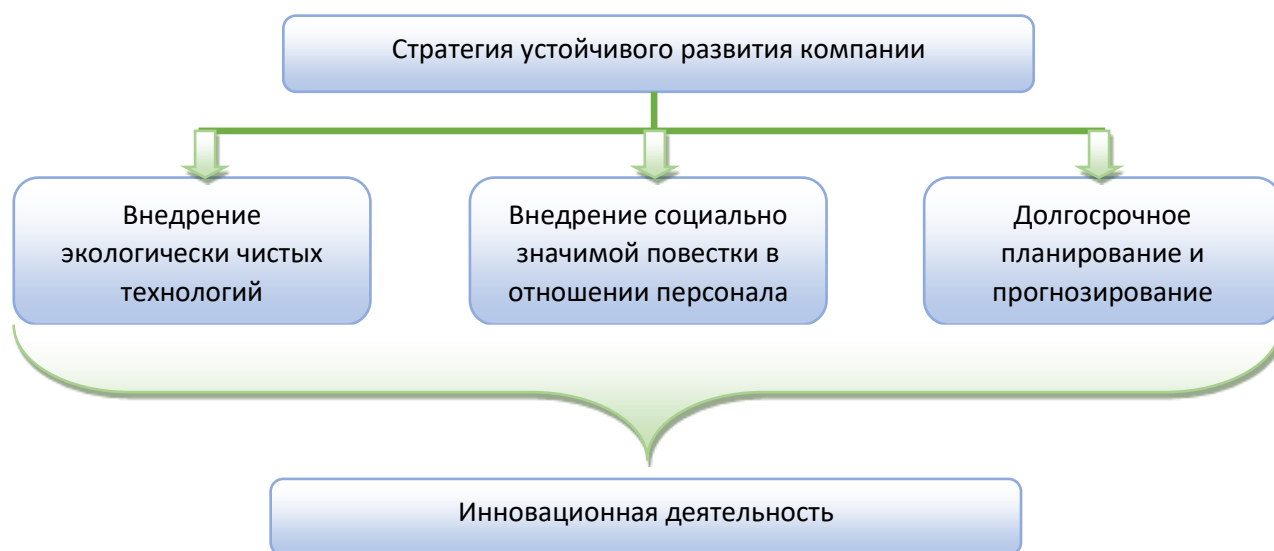 Стратегия устойчивого развития компании
Внедрение
экологически чистых
технологий
Внедрение социально
значимой повестки в
отношении персонала
Долгосрочное
планирование и
прогнозирование
Инновационная деятельность